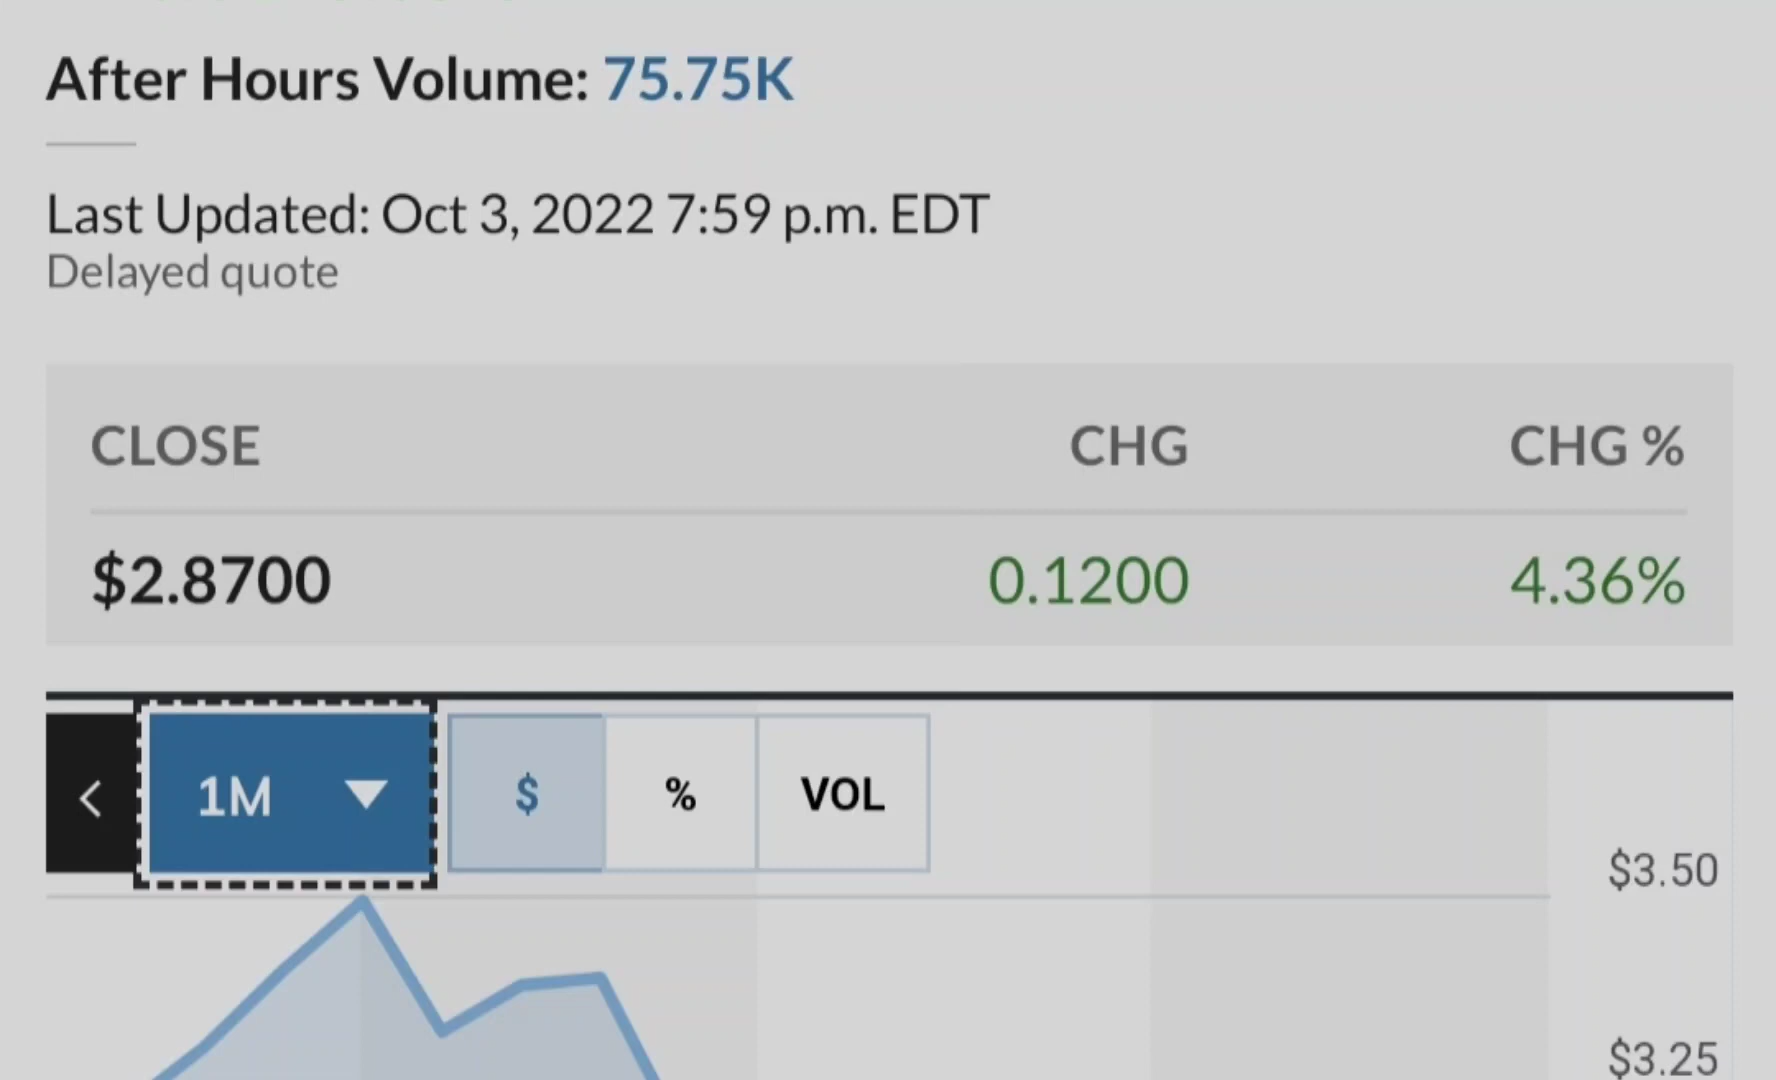 After Hours Volume: 75.75K
Last Updated: Oct 3, 2022 7:59 p.m. EDT
Delayed quote
CLOSE CHG CHG %
$2.8700 0.1200 4.36%
1M $ % VOL
$3.50
$3.25